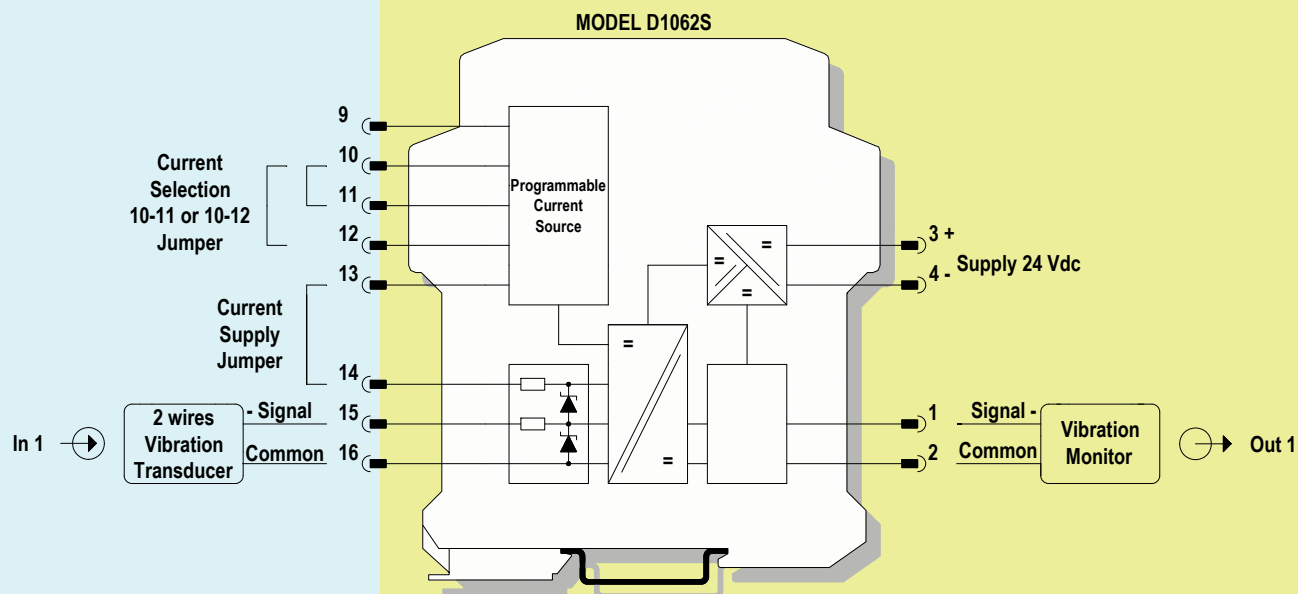 MODEL D1062S
9
10
11
12
13
14
15
16
Current
Selection
10-11 or 10-12
Jumper
Current
Supply
Jumper
Programmable
Current
Source
=
=
=
=
=
3 +
4 -
Supply 24 Vdc
In 1
2 wires
Vibration
Transducer
- Signal
Common
1
2
Signal -
Common
Vibration
Monitor
Out 1